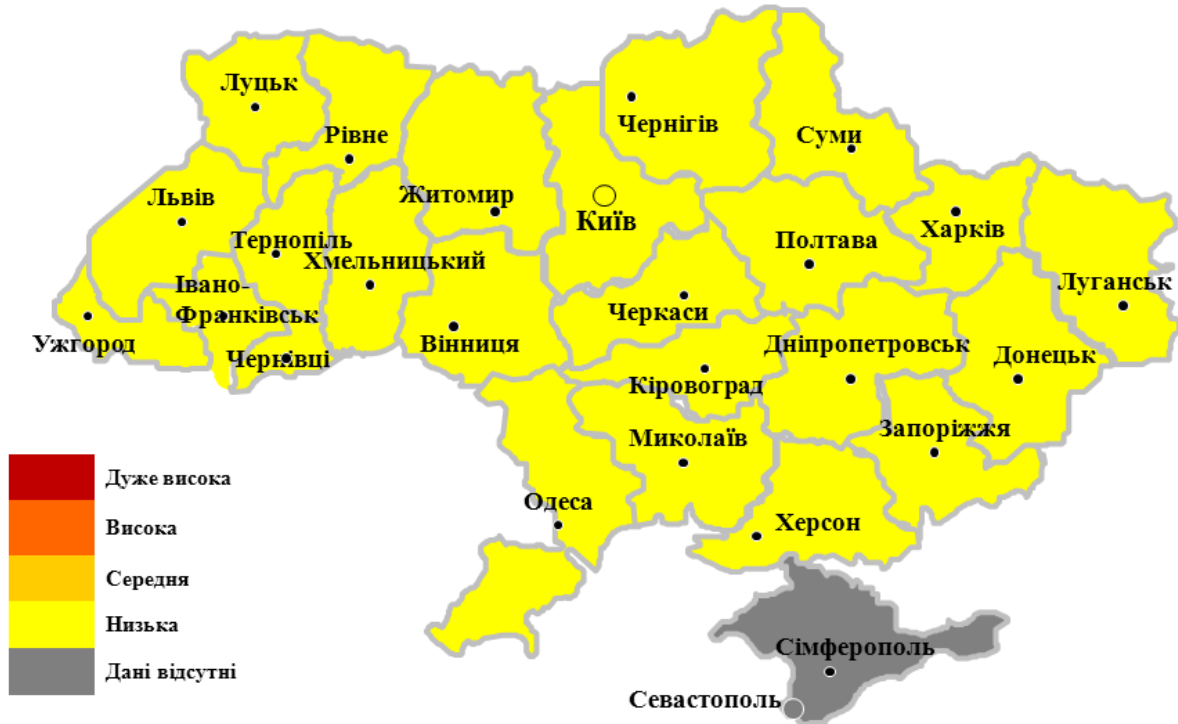 Луцьк
Рівне
Чернігів
Суми
Львів
Житомир
Київ
Тернопіль
Хмельницький
Полтава
Харків
Івано-
Франківськ
Ужгород
Чернівці
Вінниця
Черкаси
Луганськ
Дніпропетровськ
Донецьк
Кіровоград
Миколаїв
Запоріжжя
Одеса
Херсон
Сімферополь
Севастополь
Дуже висока
Висока
Середня
Низька
Дані відсутні